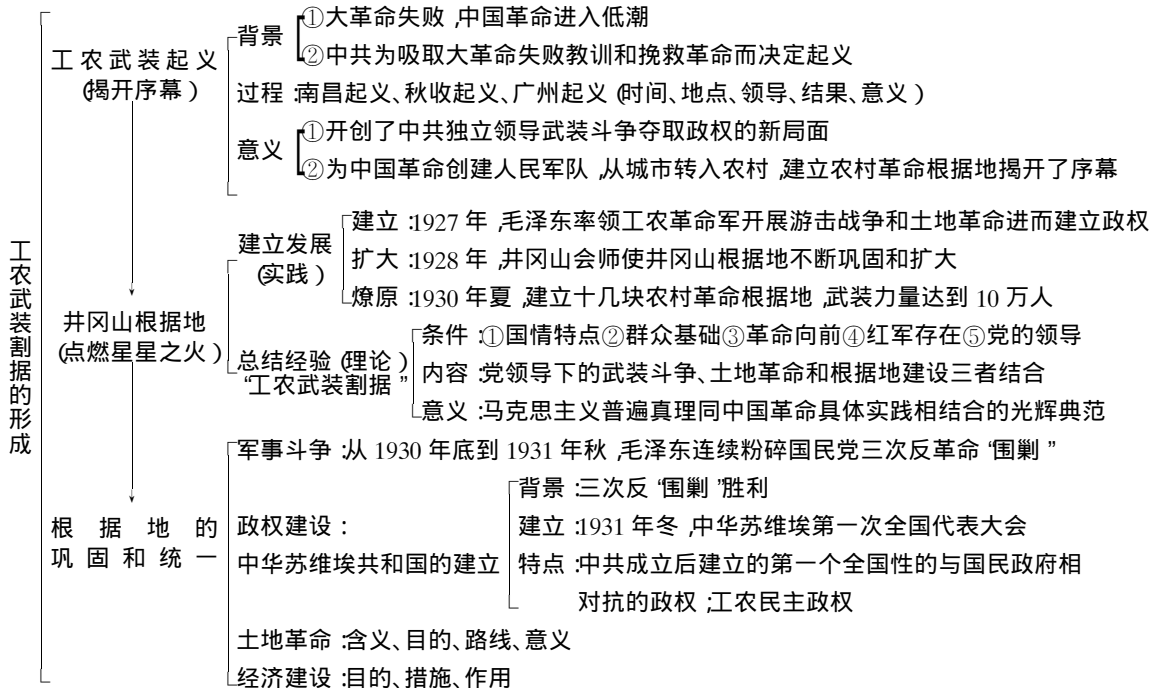 工农武装割据的形成
工农武装起义
(揭开序幕)
背景
①大革命失败,中国革命进入低潮
②中共为吸取大革命失败教训和挽救革命而决定起义
过程:南昌起义、秋收起义、广州起义(时间、地点、领导、结果、意义)
意义
①开创了中共独立领导武装斗争夺取政权的新局面
②为中国革命创建人民军队,从城市转入农村,建立农村革命根据地揭开了序幕
井冈山根据地
(点燃星星之火)
建立发展
(实践)
建立:1927年,毛泽东率领工农革命军开展游击战争和土地革命进而建立政权
扩大:1928年,井冈山会师使井冈山根据地不断巩固和扩大
燎原:1930年夏,建立十几块农村革命根据地,武装力量达到10万人
总结经验(理论)
“工农武装割据”
条件:①国情特点②群众基础③革命向前④红军存在⑤党的领导
内容:党领导下的武装斗争、土地革命和根据地建设三者结合
意义:马克思主义普遍真理同中国革命具体实践相结合的光辉典范
根据地的
巩固和统一
军事斗争:从1930年底到1931年秋,毛泽东连续粉碎国民党三次反革命“围剿”
政权建设:
中华苏维埃共和国的建立
背景:三次反“围剿”胜利
建立:1931年冬,中华苏维埃第一次全国代表大会
特点:中共成立后建立的第一个全国性的与国民政府相
对抗的政权;工农民主政权
土地革命:含义、目的、路线、意义
经济建设:目的、措施、作用